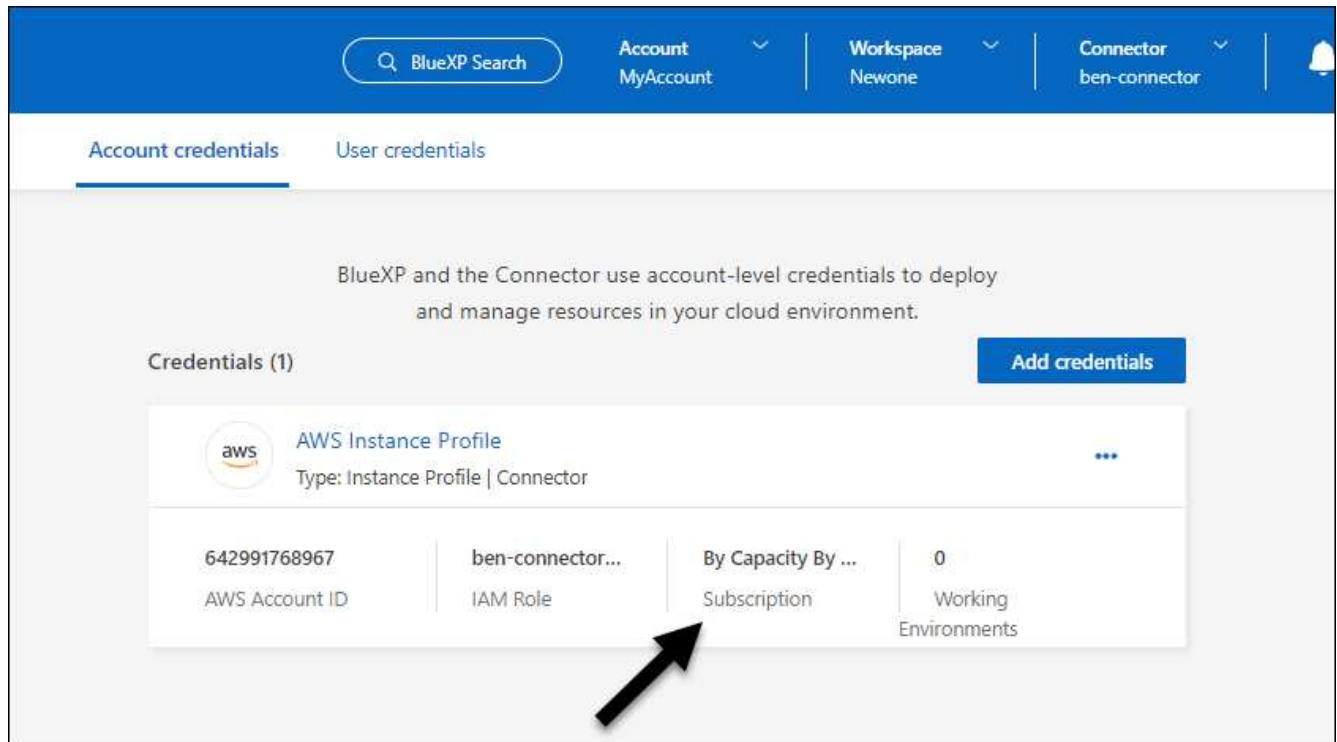 BlueXP Search
Account
MyAccount
Workspace
Newone
Connector
ben-connector
Account credentials
User credentials
BlueXP and the Connector use account-level credentials to deploy
and manage resources in your cloud environment.
Credentials (1)
Add credentials
aws
AWS Instance Profile
Type: Instance Profile | Connector
642991768967
AWS Account ID
ben-connector...
IAM Role
By Capacity By ...
Subscription
0
Working
Environments